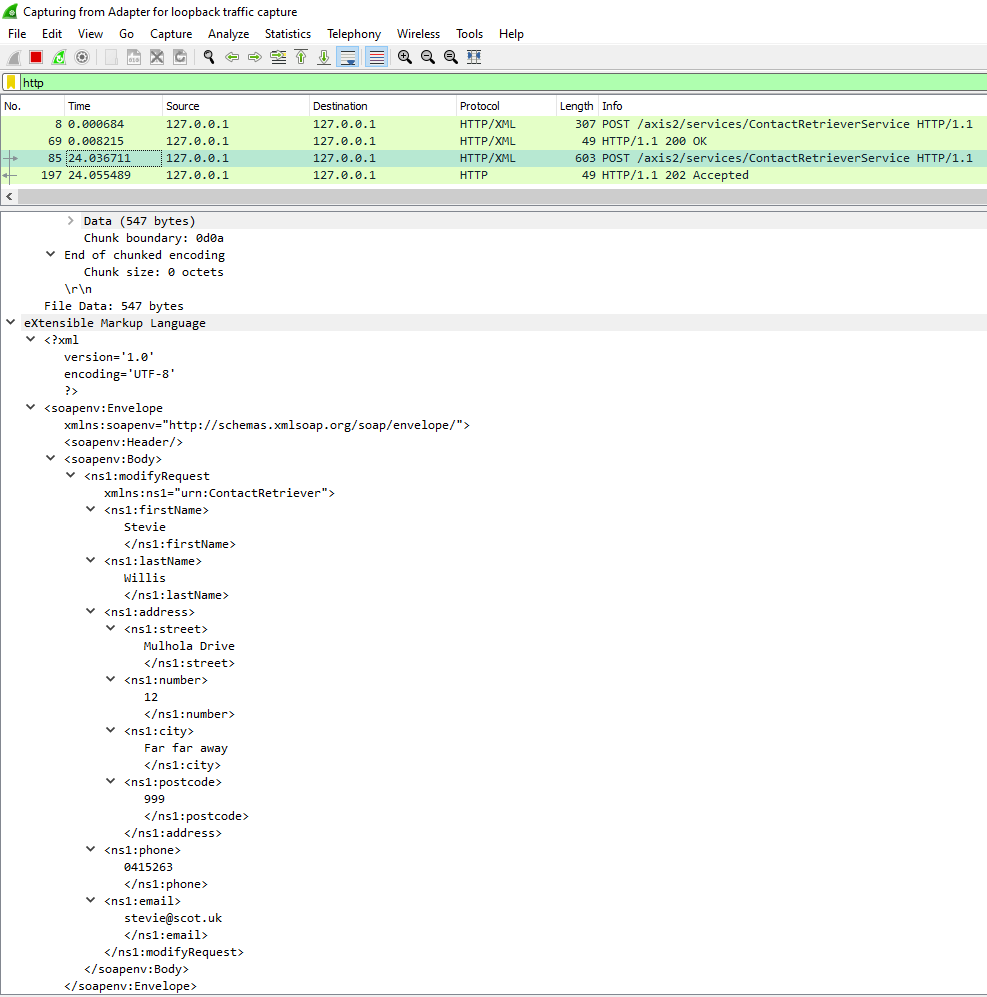 Capturing from Adapter for loopback traffic capture
File Edit View Go Capture Analyze Statistics Telephony Wireless Tools Help
http
No. Time Source Destination Protocol Length Info
8 0.000684 127.0.0.1 127.0.0.1 HTTP/XML 307 POST /axis2/services/ContactRetrieverService HTTP/1.1
69 0.008215 127.0.0.1 127.0.0.1 HTTP/XML 49 HTTP/1.1 200 OK
85 24.036711 127.0.0.1 127.0.0.1 HTTP/XML 603 POST /axis2/services/ContactRetrieverService HTTP/1.1
197 24.055489 127.0.0.1 127.0.0.1 HTTP 49 HTTP/1.1 202 Accepted
Data (547 bytes)
Chunk boundary: 0d0a
End of chunked encoding
Chunk size: 0 octets
\r\n
File Data: 547 bytes
eXtensible Markup Language
<?xml
version='1.0'
encoding='UTF-8'
?>
<soapenv:Envelope
xmlns:soapenv="http://schemas.xmlsoap.org/soap/envelope/">
<soapenv:Header/>
<soapenv:Body>
<ns1:modifyRequest
xmlns:ns1="urn:ContactRetriever">
<ns1:firstName>
Stevie
</ns1:firstName>
<ns1:lastName>
Willis
</ns1:lastName>
<ns1:address>
<ns1:street>
Mulhola Drive
</ns1:street>
<ns1:number>
12
</ns1:number>
<ns1:city>
Far far away
</ns1:city>
<ns1:postcode>
999
</ns1:postcode>
</ns1:address>
<ns1:phone>
0415263
</ns1:phone>
<ns1:email>
stevie@scot.uk
</ns1:email>
</ns1:modifyRequest>
</soapenv:Body>
</soapenv:Envelope>